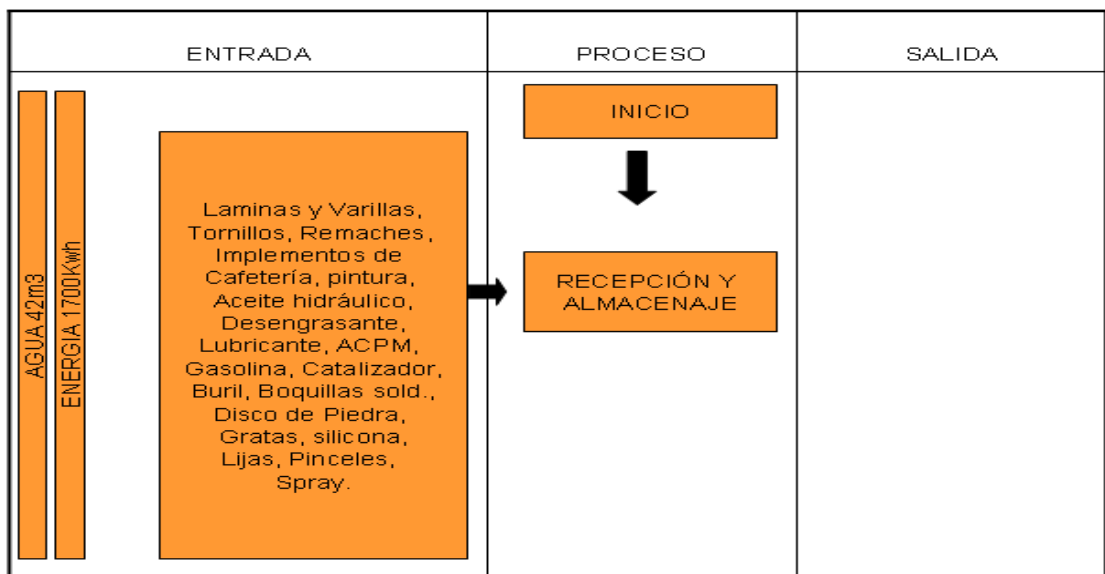 ENTRADA
PROCESO
SALIDA
INICIO
AGUA 42m3
ENERGIA 1700Kwh
Laminas y Varillas,
Tornillos, Remaches,
Implementos de
Cafetería, pintura,
Aceite hidráulico,
Desengrasante,
Lubricante, ACPM,
Gasolina, Catalizador,
Buril, Boquillas sold.,
Disco de Piedra,
Gratas, silicona,
Lijas, Pinceles,
Spray.
RECEPCIÓN Y
ALMACENAJE